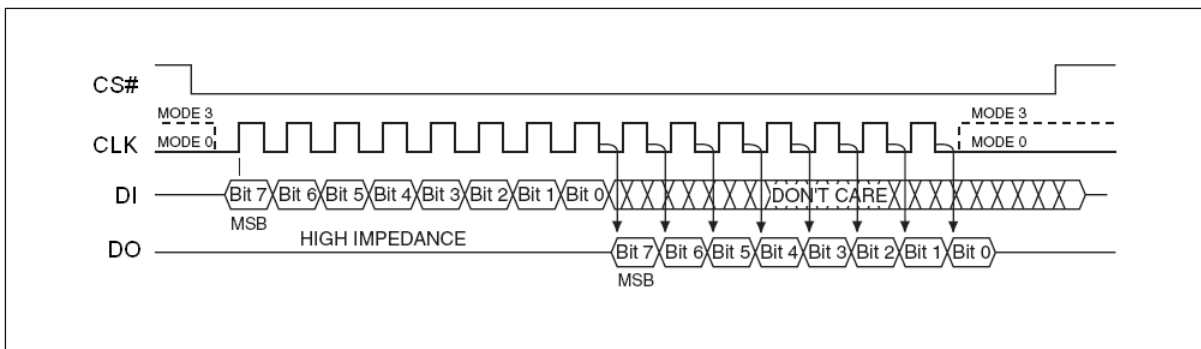 CS#
MODE 3
MODE 3
CLK
MODE 0
MODE 0
DI
Bit 7 Bit 6 Bit 5 Bit 4 Bit 3 Bit 2 Bit 1 Bit 0
DON'T CARE
MSB
HIGH IMPEDANCE
DO
Bit 7 Bit 6 Bit 5 Bit 4 Bit 3 Bit 2 Bit 1 Bit 0
MSB